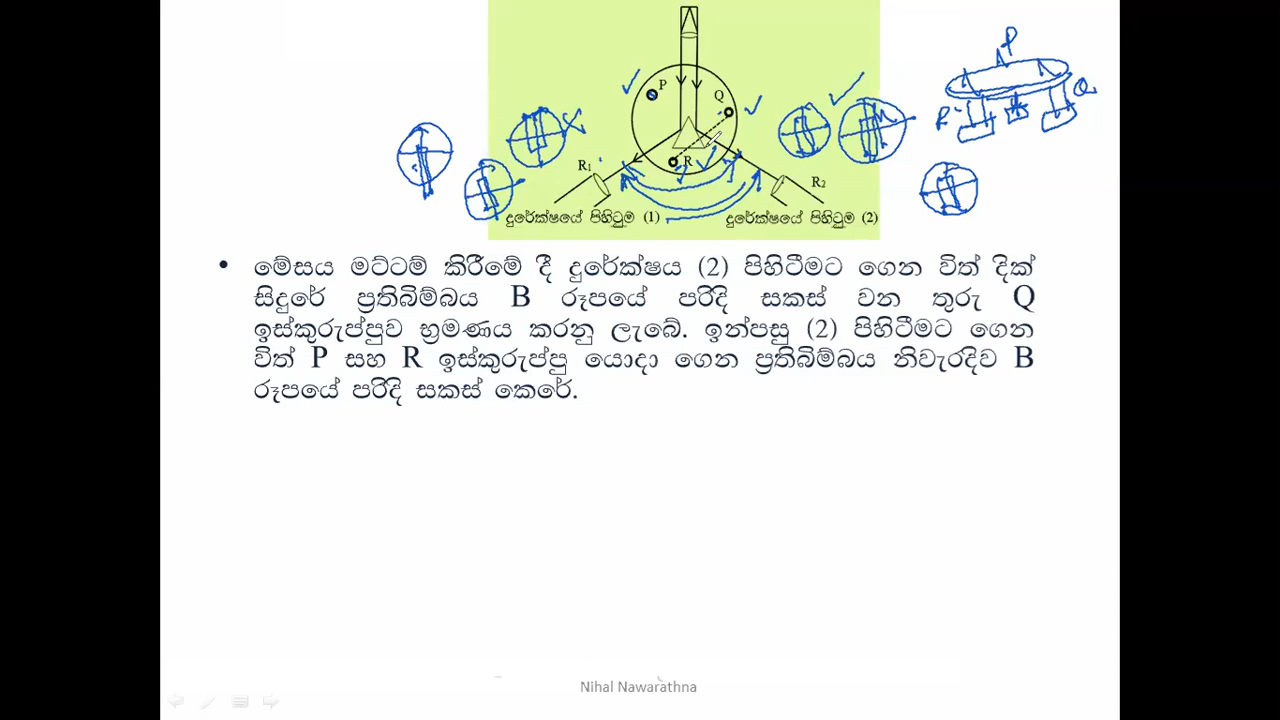 P
Q
R
R₁
R₂
දුරේක්ෂයේ පිහිටුම (1)
දුරේක්ෂයේ පිහිටුම (2)
P
R
Q
• මේසය මට්ටම් කිරීමේ දී දුරේක්ෂය (2) පිහිටීමට ගෙන විත් දික්
සිදුරේ ප්‍රතිබිම්බය B රූපයේ පරිදි සකස් වන තුරු Q
ඉස්කුරුප්පුව භ්‍රමණය කරනු ලැබේ. ඉන්පසු (2) පිහිටීමට ගෙන
විත් P සහ R ඉස්කුරුප්පු යොදා ගෙන ප්‍රතිබිම්බය නිවැරදිව B
රූපයේ පරිදි සකස් කෙරේ.
Nihal Nawarathna